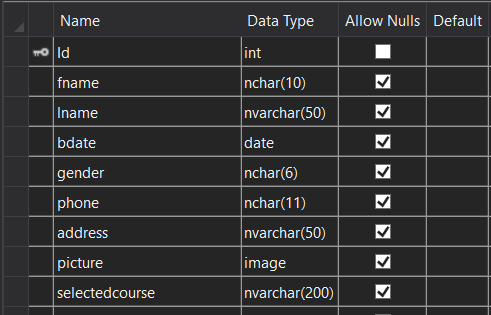 Name Data Type Allow Nulls Default
Id int
fname nchar(10)
lname nvarchar(50)
bdate date
gender nchar(6)
phone nchar(11)
address nvarchar(50)
picture image
selectedcourse nvarchar(200)